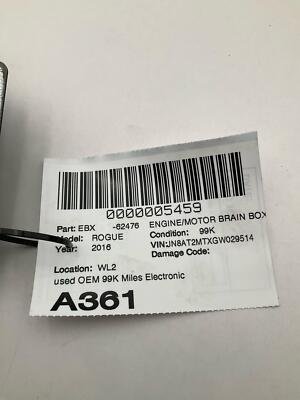 0000005459
Part: EBX -62476 ENGINE/MOTOR BRAIN BOX
Model: ROGUE Condition: 99K
Year: 2016 VIN:JN8AT2MTXGW029514
Damage Code:
Location: WL2
used OEM 99K Miles Electronic
A361